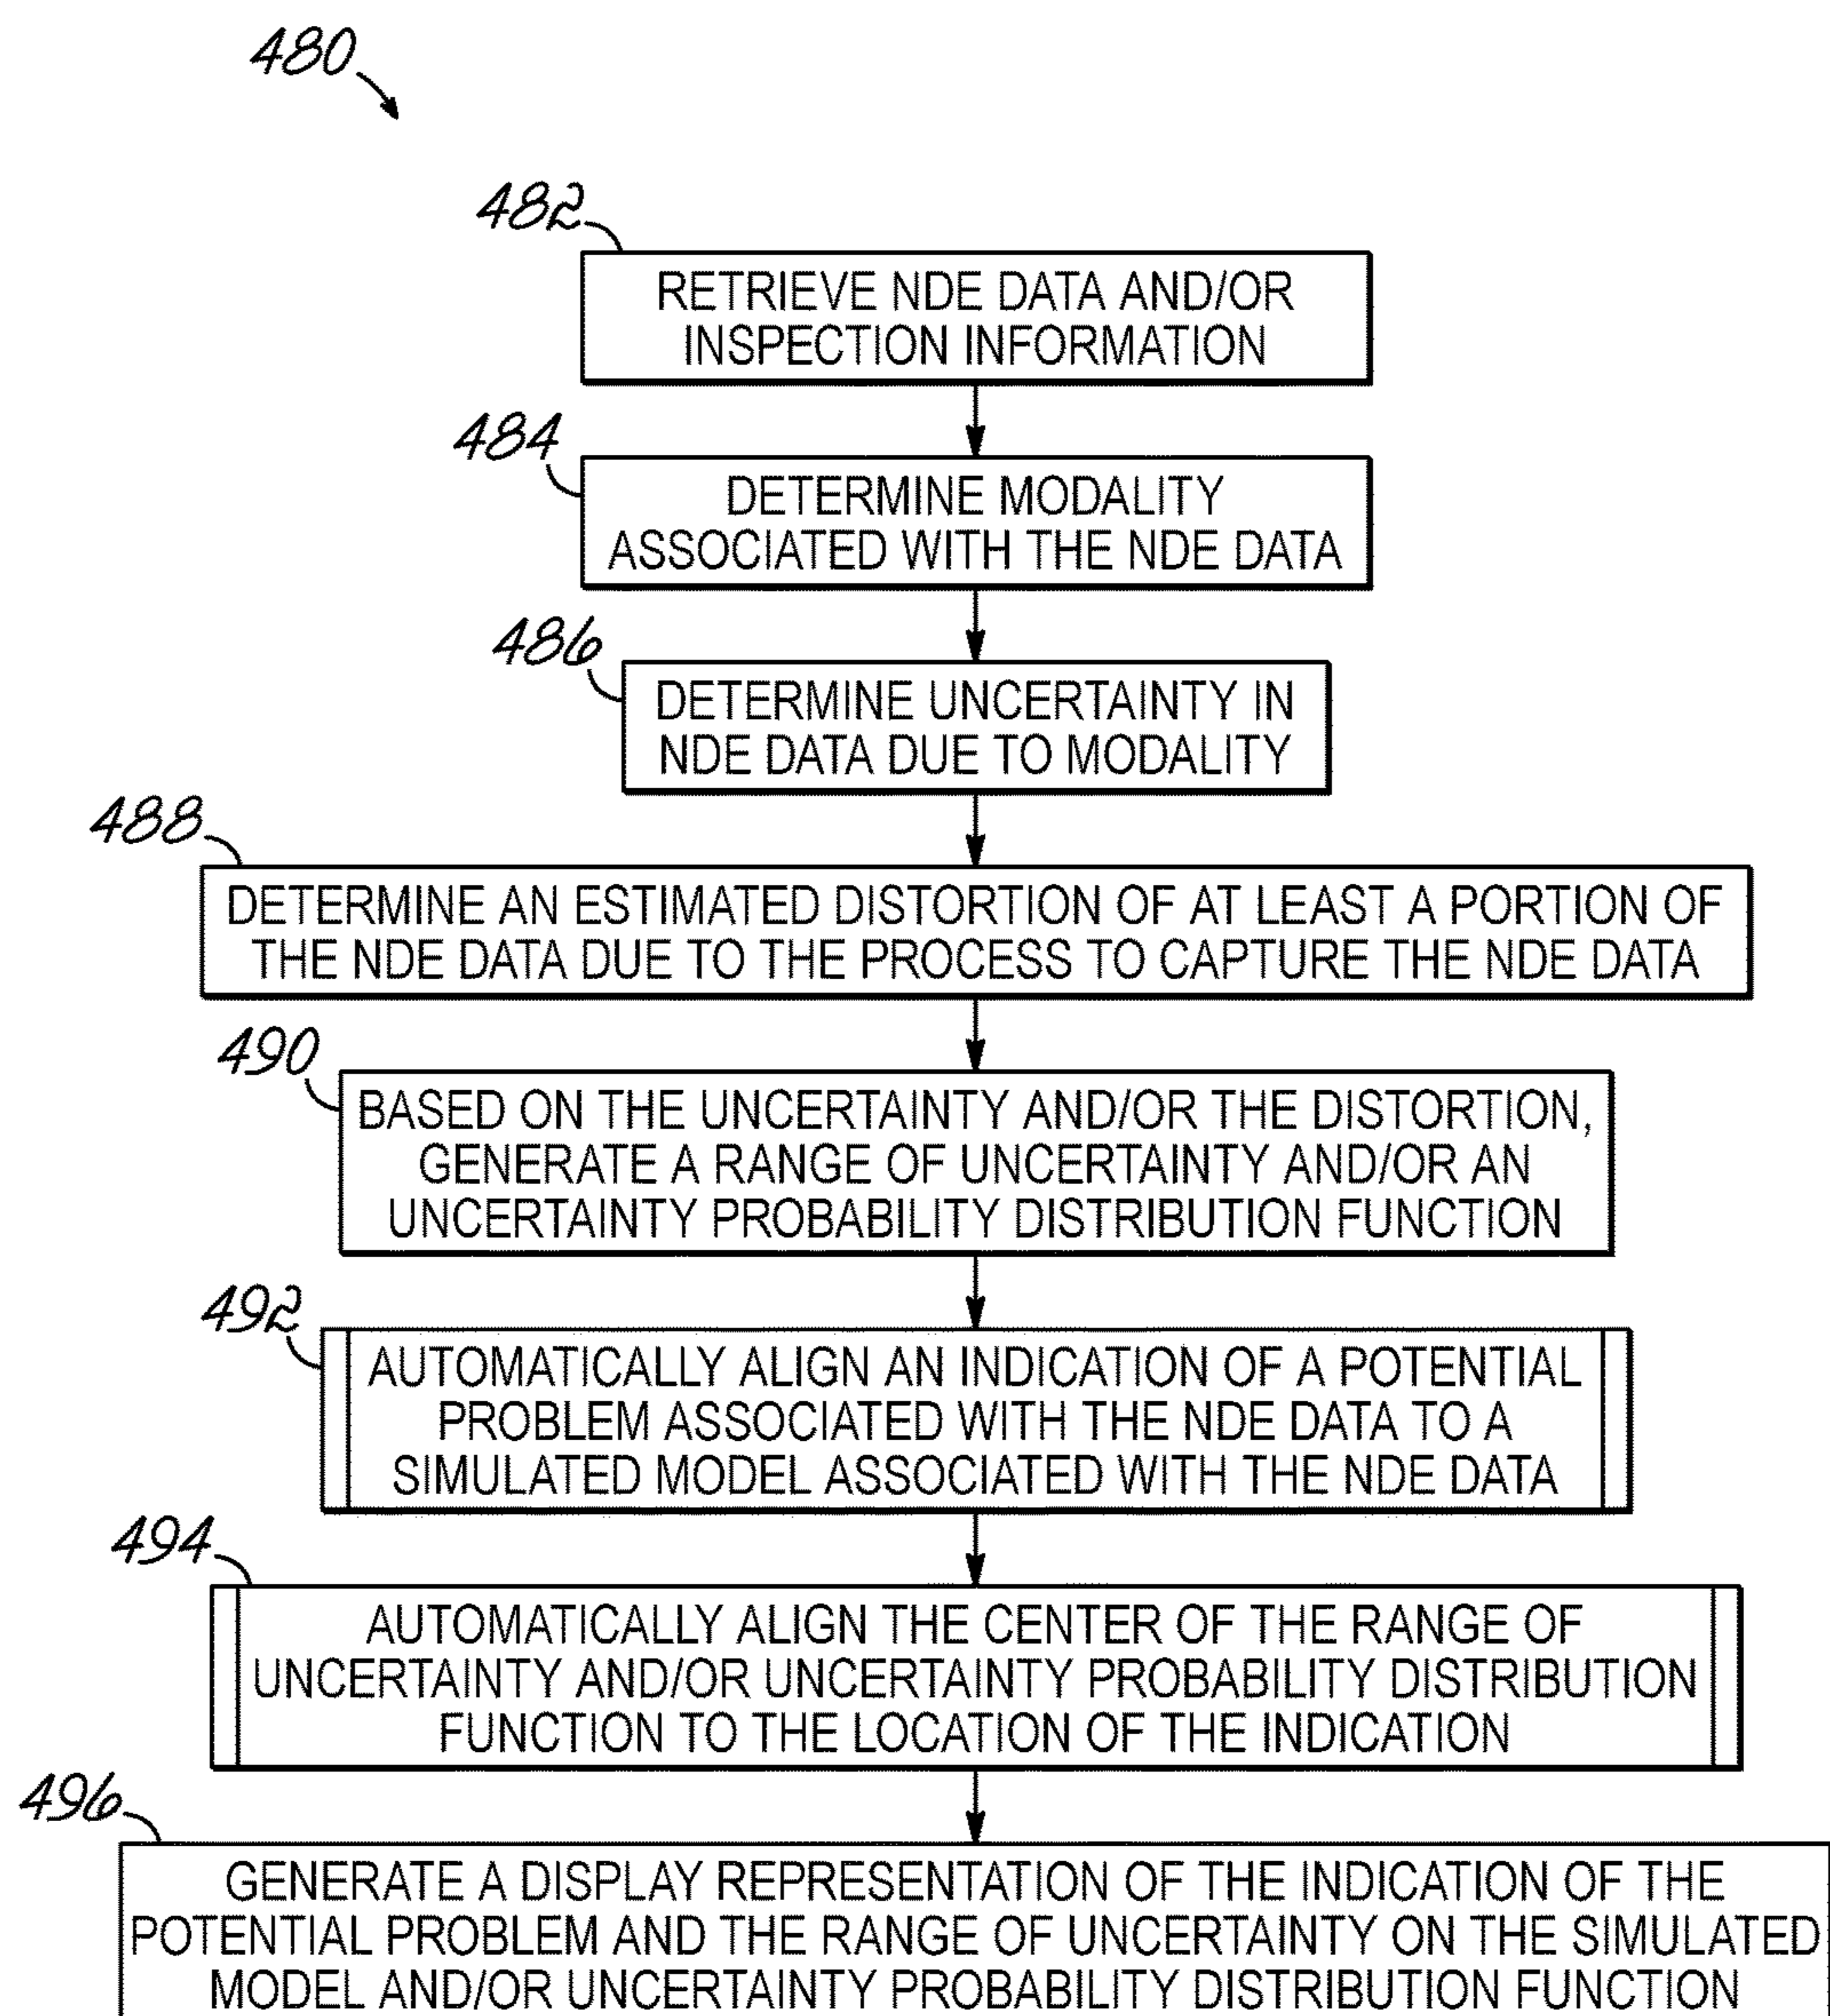 480
482
RETRIEVE NDE DATA AND/OR
INSPECTION INFORMATION
484
DETERMINE MODALITY
ASSOCIATED WITH THE NDE DATA
486
DETERMINE UNCERTAINTY IN
NDE DATA DUE TO MODALITY
488
DETERMINE AN ESTIMATED DISTORTION OF AT LEAST A PORTION OF
THE NDE DATA DUE TO THE PROCESS TO CAPTURE THE NDE DATA
490
BASED ON THE UNCERTAINTY AND/OR THE DISTORTION,
GENERATE A RANGE OF UNCERTAINTY AND/OR AN
UNCERTAINTY PROBABILITY DISTRIBUTION FUNCTION
492
AUTOMATICALLY ALIGN AN INDICATION OF A POTENTIAL
PROBLEM ASSOCIATED WITH THE NDE DATA TO A
SIMULATED MODEL ASSOCIATED WITH THE NDE DATA
494
AUTOMATICALLY ALIGN THE CENTER OF THE RANGE OF
UNCERTAINTY AND/OR UNCERTAINTY PROBABILITY DISTRIBUTION
FUNCTION TO THE LOCATION OF THE INDICATION
496
GENERATE A DISPLAY REPRESENTATION OF THE INDICATION OF THE
POTENTIAL PROBLEM AND THE RANGE OF UNCERTAINTY ON THE SIMULATED
MODEL AND/OR UNCERTAINTY PROBABILITY DISTRIBUTION FUNCTION